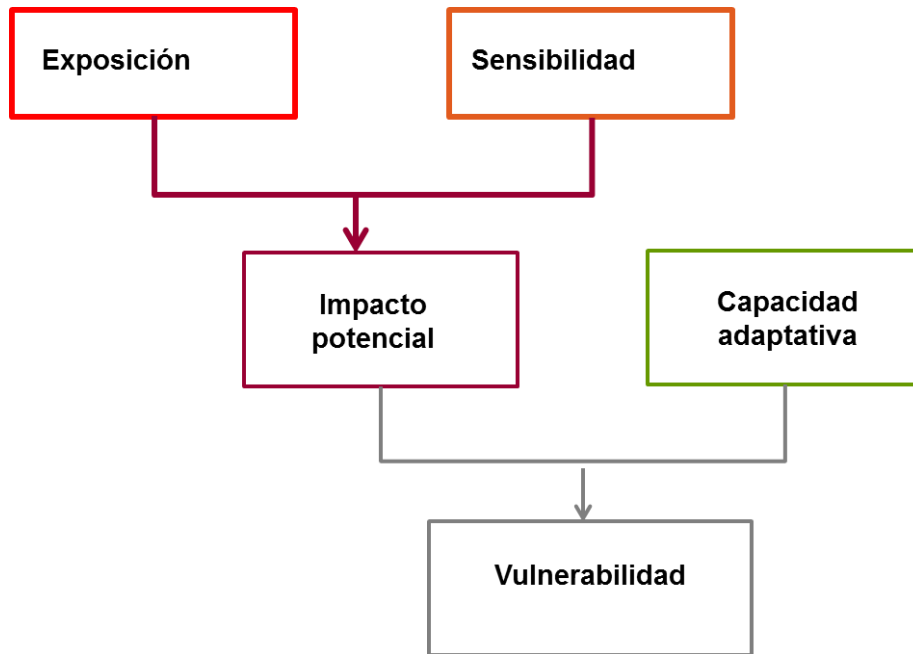 Exposición
Sensibilidad
Impacto
potencial
Capacidad
adaptativa
Vulnerabilidad